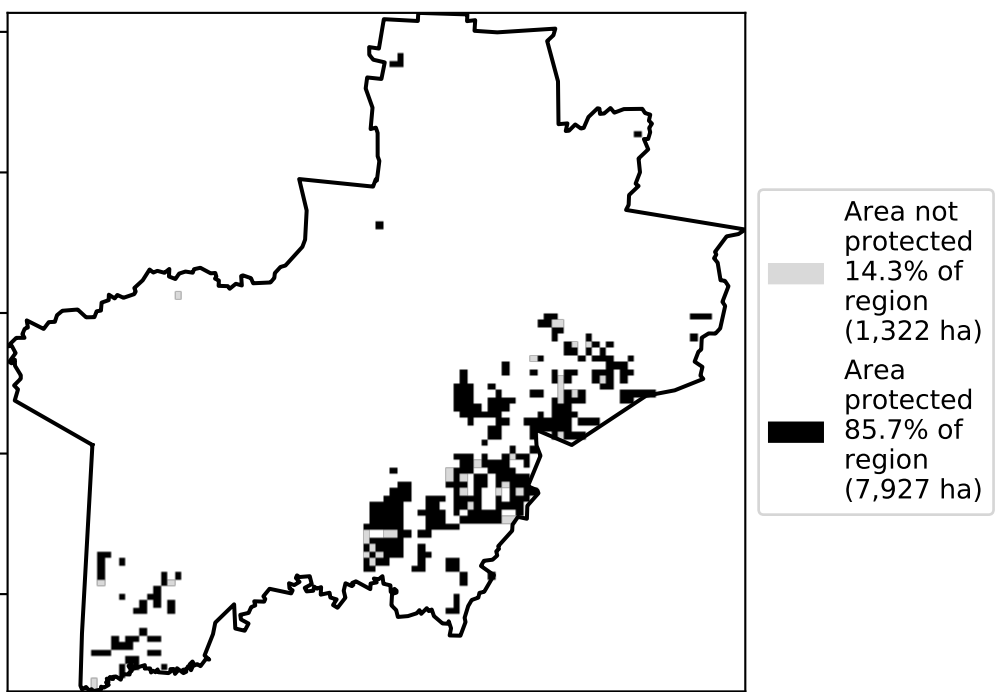 Area not
protected
14.3% of
region
(1,322 ha)
Area
protected
85.7% of
region
(7,927 ha)